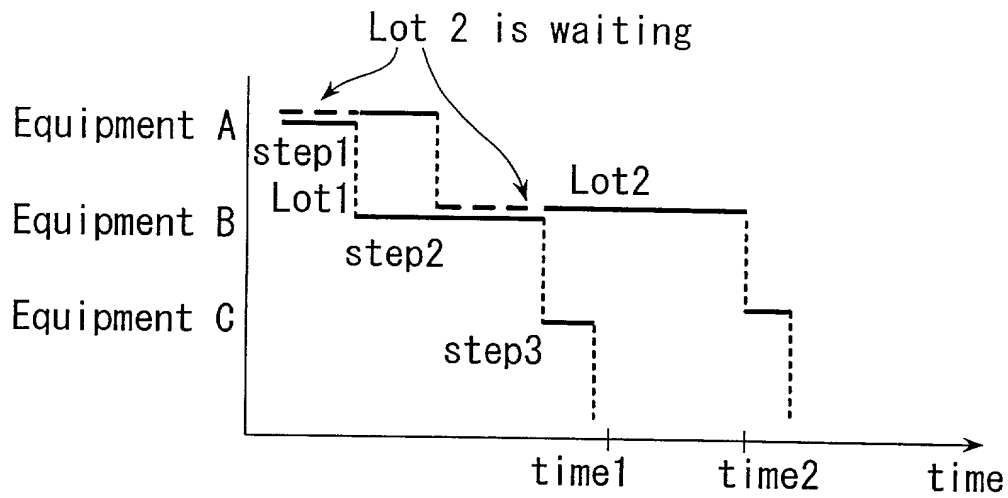 Lot 2 is waiting
Equipment A
step1
Lot1
Lot2
Equipment B
step2
Equipment C
step3
time1
time2
time